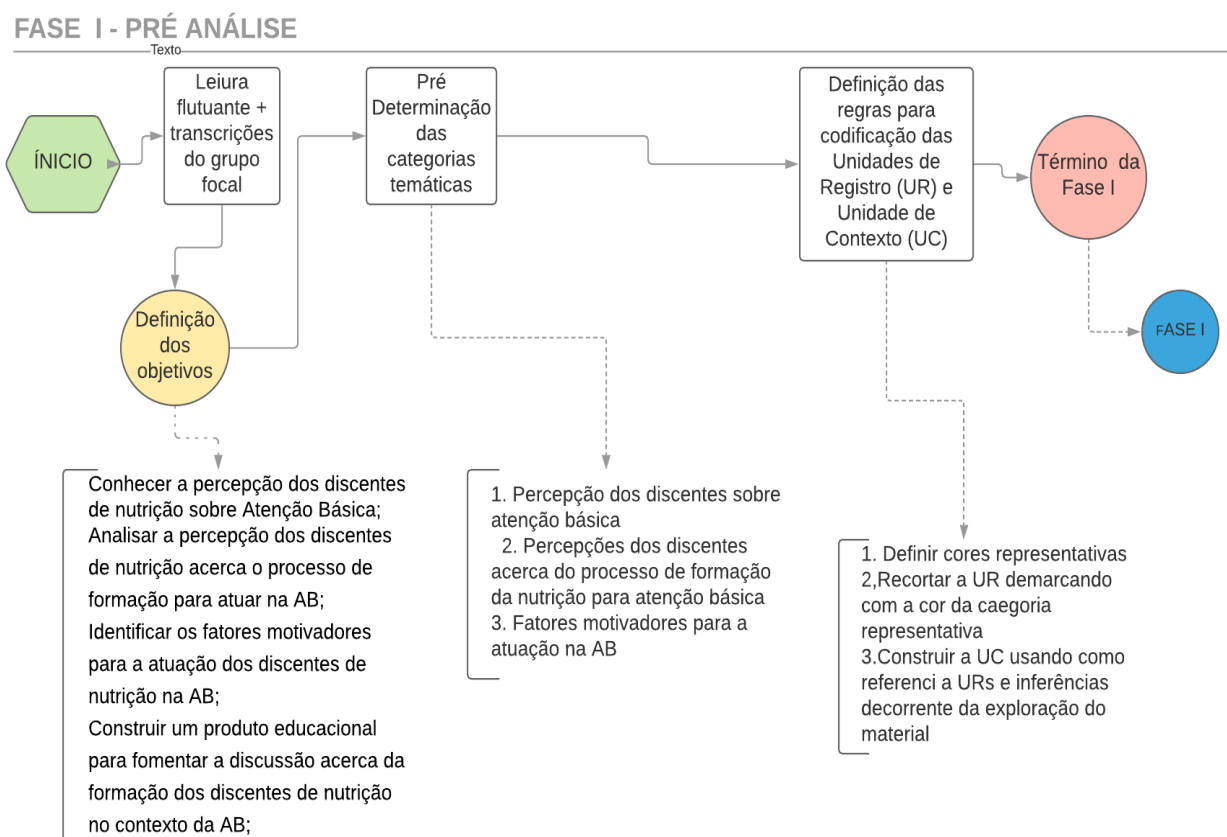 FASE I - PRÉ ANÁLISE
Texto
ÍNICIO
Leiura
flutuante +
transcrições
do grupo
focal
Pré
Determinação
das
categorias
temáticas
Definição das
regras para
codificação das
Unidades de
Registro (UR) e
Unidade de
Contexto (UC)
Término da
Fase I
Definição
dos
objetivos
FASE I
Conhecer a percepção dos discentes
de nutrição sobre Atenção Básica;
Analisar a percepção dos discentes
de nutrição acerca o processo de
formação para atuar na AB;
Identificar os fatores motivadores
para a atuação dos discentes de
nutrição na AB;
Construir um produto educacional
para fomentar a discussão acerca da
formação dos discentes de nutrição
no contexto da AB;
1. Percepção dos discentes sobre
atenção básica
2. Percepções dos discentes
acerca do processo de formação
da nutrição para atenção básica
3. Fatores motivadores para a
atuação na AB
1. Definir cores representativas
2,Recortar a UR demarcando
com a cor da caegoria
representativa
3.Construir a UC usando como
referenci a URs e inferências
decorrente da exploração do
material